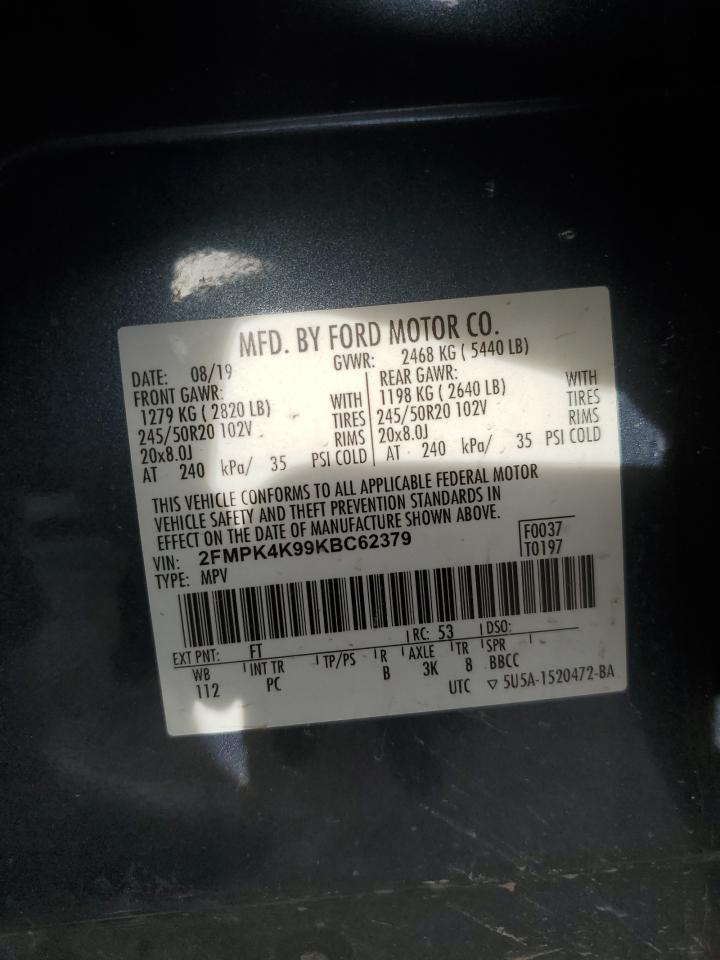 MFD. BY FORD MOTOR CO.
DATE: 08/19 GVWR: 2468 KG ( 5440 LB)
FRONT GAWR: REAR GAWR:
1279 KG ( 2820 LB) WITH 1198 KG ( 2640 LB) WITH
245/50R20 102V TIRES 245/50R20 102V TIRES
20x8.0J RIMS 20x8.0J RIMS
AT 240 kPa/ 35 PSI COLD AT 240 kPa/ 35 PSI COLD
THIS VEHICLE CONFORMS TO ALL APPLICABLE FEDERAL MOTOR
VEHICLE SAFETY AND THEFT PREVENTION STANDARDS IN
EFFECT ON THE DATE OF MANUFACTURE SHOWN ABOVE.
VIN: 2FMPK4K99KBC62379 F0037
TYPE: MPV T0197
EXT PNT: FT RC: 53 DSO:
WB INT TR TP/PS R AXLE TR SPR
112 PC B 3K 8 BBCC
UTC ▽ 5U5A-1520472-BA